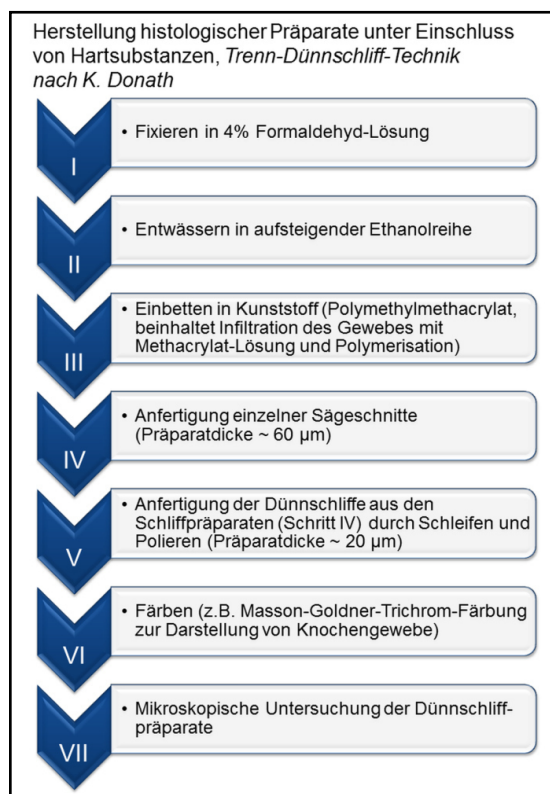 Herstellung histologischer Präparate unter Einschluss
von Hartsubstanzen, Trenn-Dünnschliff-Technik
nach K. Donath
I
• Fixieren in 4% Formaldehyd-Lösung
II
• Entwässern in aufsteigender Ethanolreihe
III
• Einbetten in Kunststoff (Polymethylmethacrylat,
beinhaltet Infiltration des Gewebes mit
Methacrylat-Lösung und Polymerisation)
IV
• Anfertigung einzelner Sägeschnitte
(Präparatdicke ~ 60 µm)
V
• Anfertigung der Dünnschliffe aus den
Schliffpräparaten (Schritt IV) durch Schleifen und
Polieren (Präparatdicke ~ 20 µm)
VI
• Färben (z.B. Masson-Goldner-Trichrom-Färbung
zur Darstellung von Knochengewebe)
VII
• Mikroskopische Untersuchung der Dünnschliff-
präparate